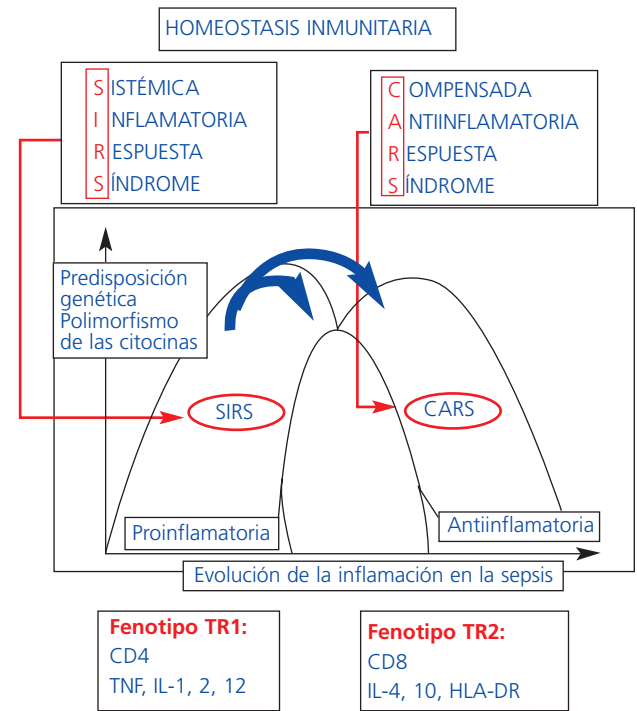 HOMEOSTASIS INMUNITARIA
SISTÉMICA
INFLAMATORIA
RESPUESTA
SÍNDROME
COMPENSADA
ANTIINFLAMATORIA
RESPUESTA
SÍNDROME
Predisposición
genética
Polimorfismo
de las citocinas
SIRS
CARS
Proinflamatoria
Antiinflamatoria
Evolución de la inflamación en la sepsis
Fenotipo TR1:
CD4
TNF, IL-1, 2, 12
Fenotipo TR2:
CD8
IL-4, 10, HLA-DR